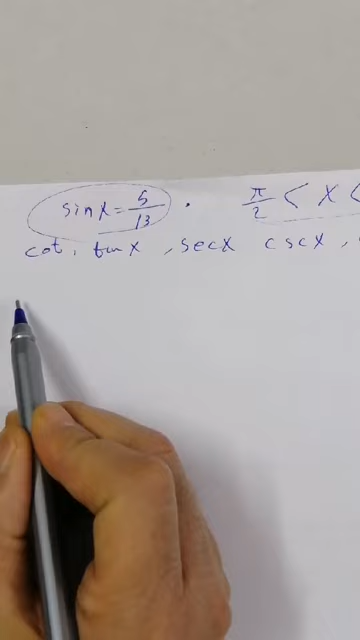 sinx = 5/13 . π/2 < x <
cot, tanx, secx cscx,